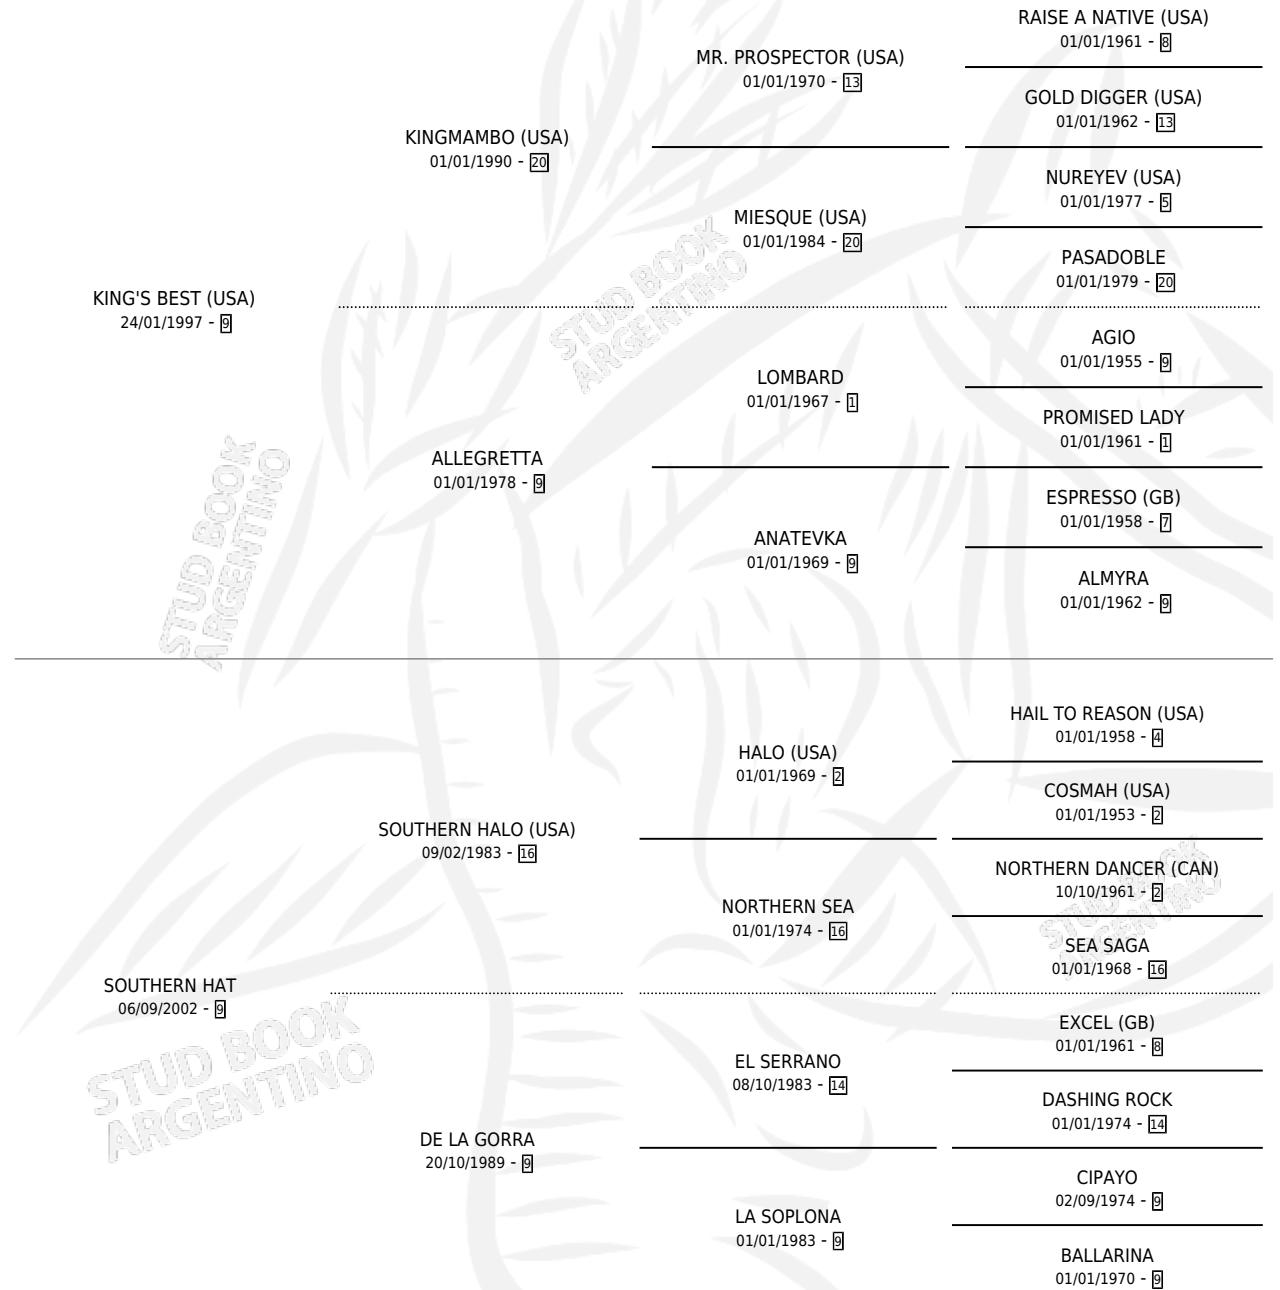 RAISE A NATIVE (USA)
01/01/1961 - 8
MR. PROSPECTOR (USA)
01/01/1970 - 13
GOLD DIGGER (USA)
01/01/1962 - 13
KINGMAMBO (USA)
01/01/1990 - 20
NUREYEV (USA)
01/01/1977 - 5
MIESQUE (USA)
01/01/1984 - 20
PASADOBLE
01/01/1979 - 20
KING'S BEST (USA)
24/01/1997 - 9
STUD BOOK
ARGENTINO
AGIO
01/01/1955 - 9
LOMBARD
01/01/1967 - 1
PROMISED LADY
01/01/1961 - 1
ALLEGRETTA
01/01/1978 - 9
ESPRESSO (GB)
01/01/1958 - 7
ANATEVKA
01/01/1969 - 9
ALMYRA
01/01/1962 - 9
STUD BOOK
ARGENTINO
HAIL TO REASON (USA)
01/01/1958 - 4
HALO (USA)
01/01/1969 - 2
COSMAH (USA)
01/01/1953 - 2
SOUTHERN HALO (USA)
09/02/1983 - 16
NORTHERN DANCER (CAN)
10/10/1961 - 2
NORTHERN SEA
01/01/1974 - 16
STUD BOOK
ARGENTINO
SEA SAGA
01/01/1968 - 16
SOUTHERN HAT
06/09/2002 - 9
STUD BOOK
ARGENTINO
EXCEL (GB)
01/01/1961 - 8
EL SERRANO
08/10/1983 - 14
DASHING ROCK
01/01/1974 - 14
DE LA GORRA
20/10/1989 - 9
CIPAYO
02/09/1974 - 9
LA SOPLONA
01/01/1983 - 9
BALLARINA
01/01/1970 - 9